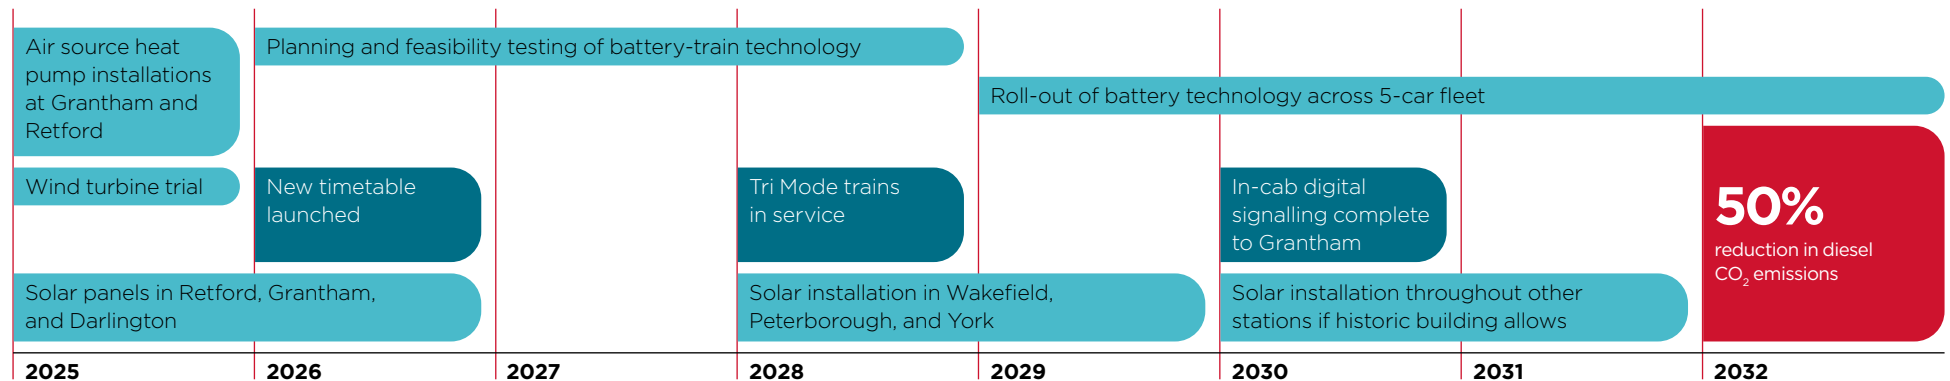 Air source heat
pump installations
at Grantham and
Retford
Planning and feasibility testing of battery-train technology
Roll-out of battery technology across 5-car fleet
Wind turbine trial
New timetable
launched
Tri Mode trains
in service
In-cab digital
signalling complete
to Grantham
50%
reduction in diesel
CO₂ emissions
Solar panels in Retford, Grantham,
and Darlington
Solar installation in Wakefield,
Peterborough, and York
Solar installation throughout other
stations if historic building allows
2025
2026
2027
2028
2029
2030
2031
2032